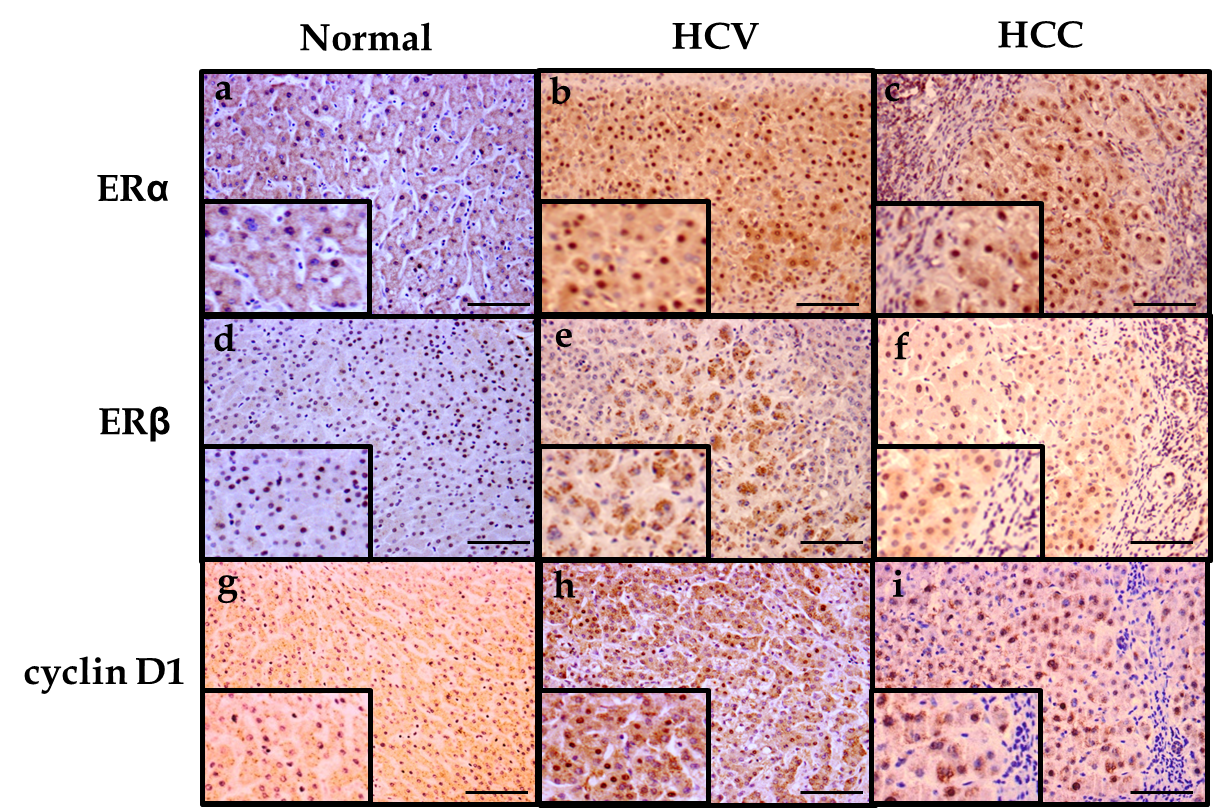 Normal HCV HCC
ERα a b c
ERβ d e f
cyclin D1 g h i